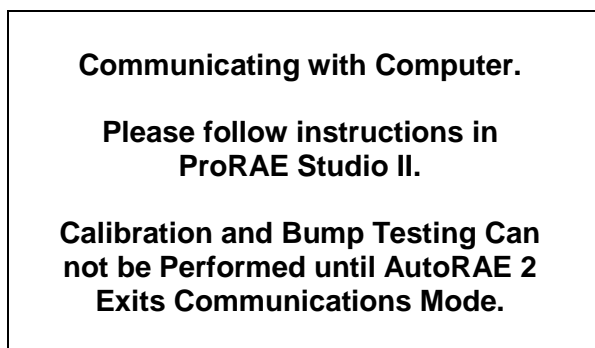 Communicating with Computer.
Please follow instructions in
ProRAE Studio II.
Calibration and Bump Testing Can
not be Performed until AutoRAE 2
Exits Communications Mode.